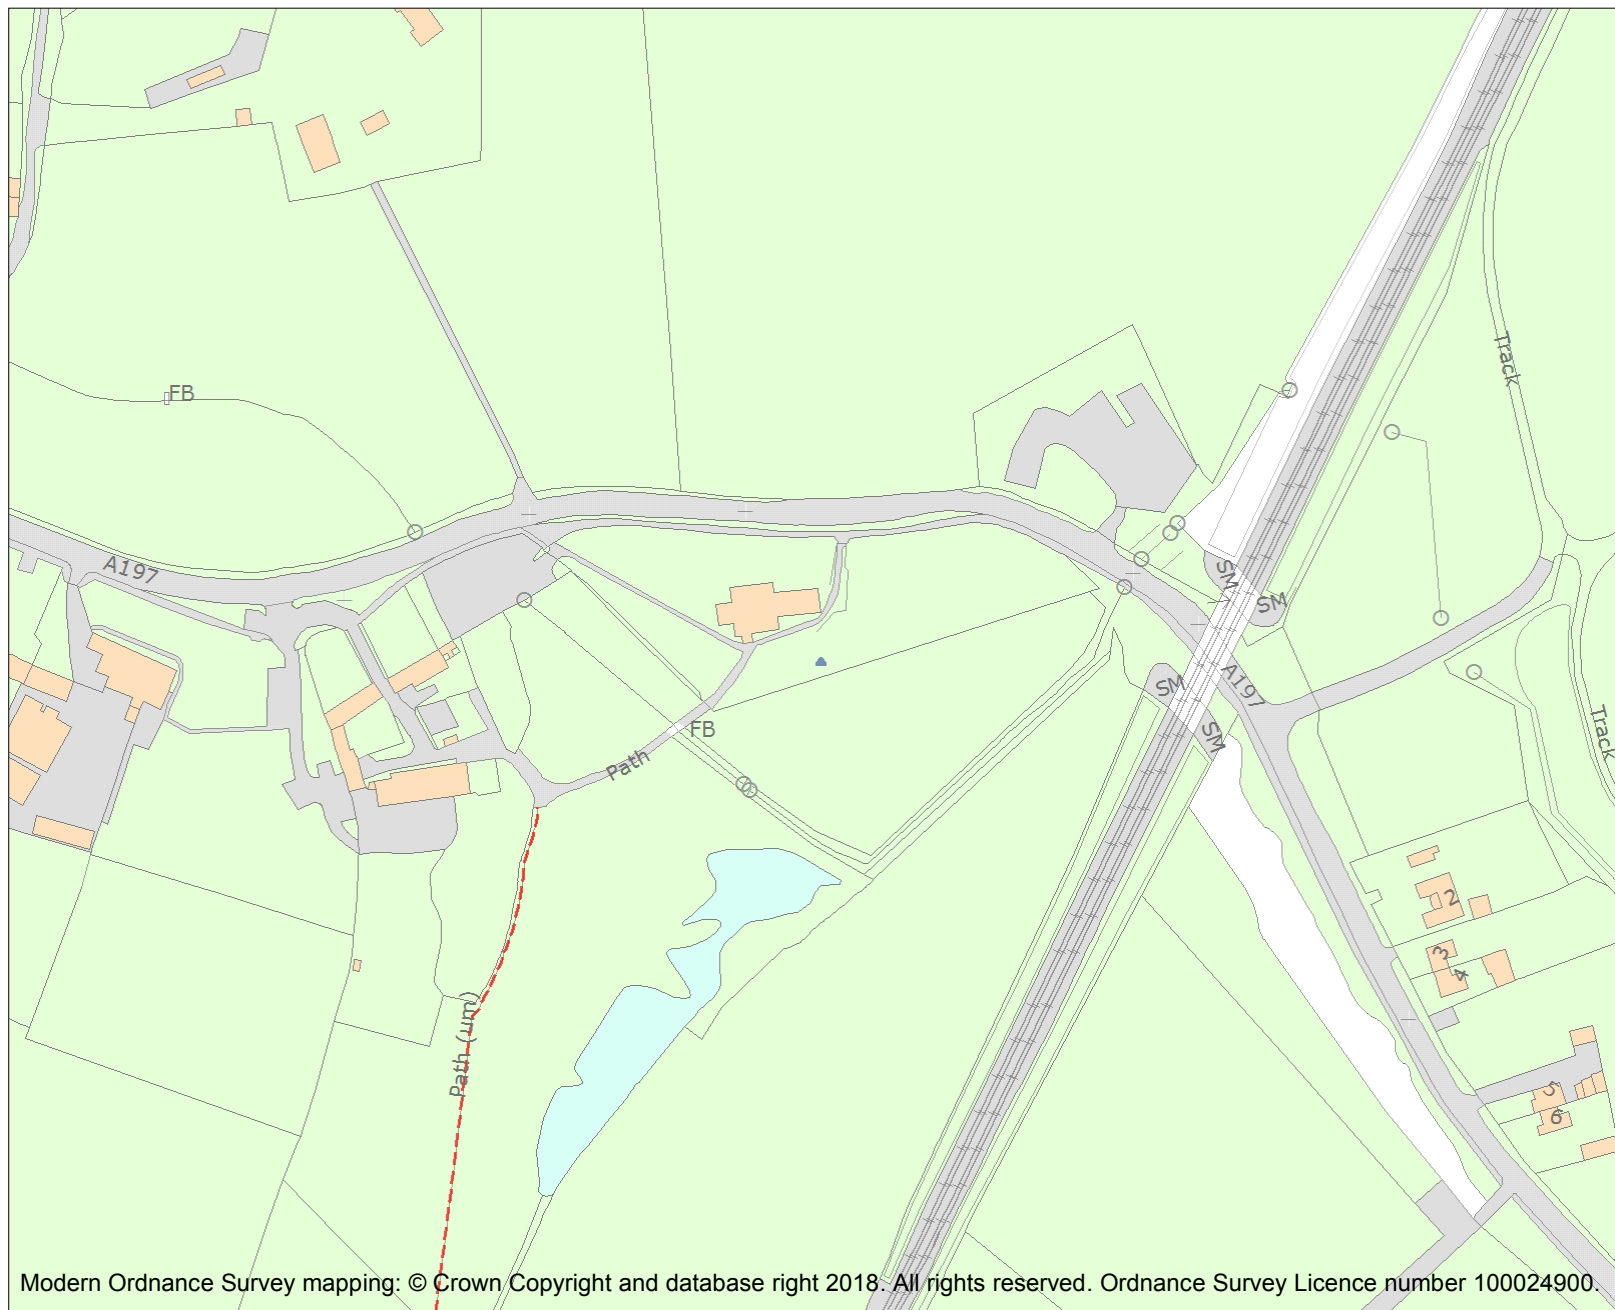 Track
FB
A197
SM
SM
SM
A197
SM
FB
Path
Track
2
3
4
Path (um)
5
6
Modern Ordnance Survey mapping: © Crown Copyright and database right 2018. All rights reserved. Ordnance Survey Licence number 100024900.